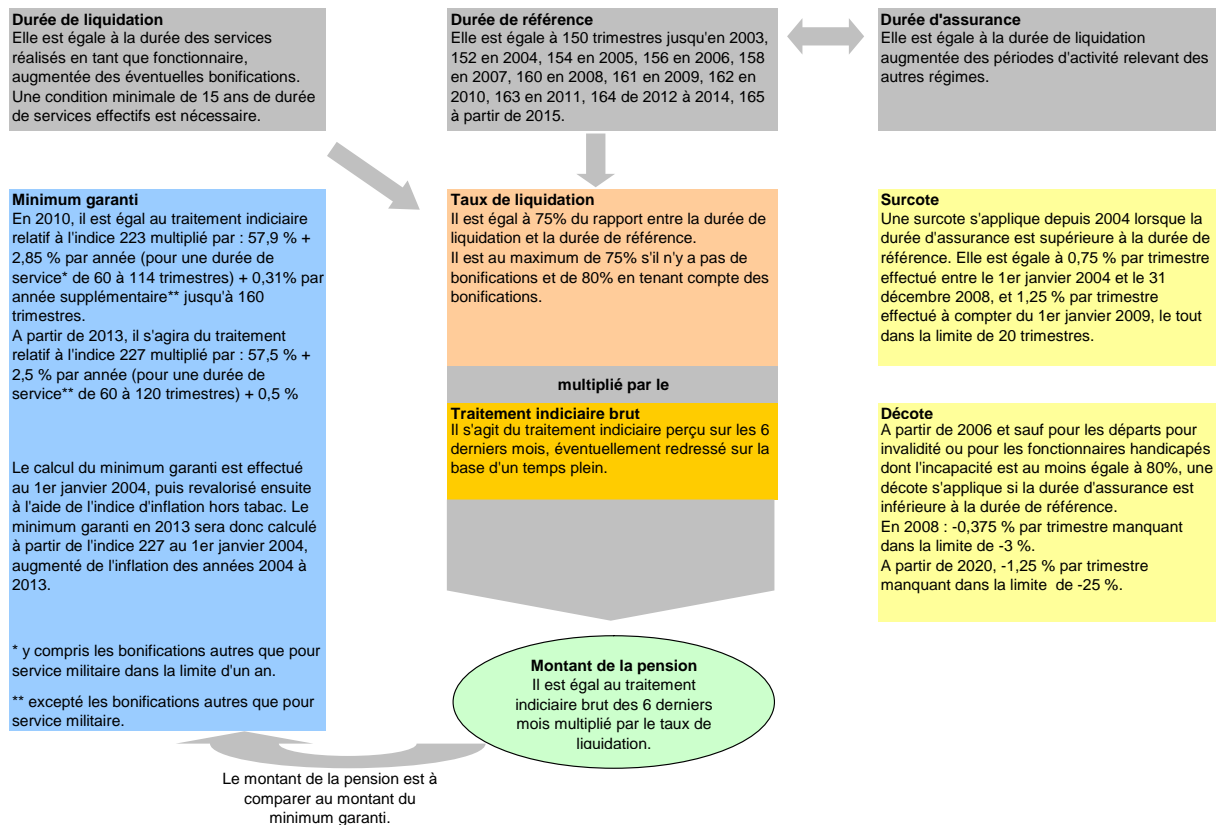 Durée de liquidation
Elle est égale à la durée des services
réalisés en tant que fonctionnaire,
augmentée des éventuelles bonifications.
Une condition minimale de 15 ans de durée
de services effectifs est nécessaire.
Durée de référence
Elle est égale à 150 trimestres jusqu'en 2003,
152 en 2004, 154 en 2005, 156 en 2006, 158
en 2007, 160 en 2008, 161 en 2009, 162 en
2010, 163 en 2011, 164 de 2012 à 2014, 165
à partir de 2015.
Durée d'assurance
Elle est égale à la durée de liquidation
augmentée des périodes d'activité relevant des
autres régimes.
Minimum garanti
En 2010, il est égal au traitement indiciaire
relatif à l'indice 223 multiplié par : 57,9 % +
2,85 % par année (pour une durée de
service* de 60 à 114 trimestres) + 0,31% par
année supplémentaire** jusqu'à 160
trimestres.
A partir de 2013, il s'agira du traitement
relatif à l'indice 227 multiplié par : 57,5 % +
2,5 % par année (pour une durée de
service** de 60 à 120 trimestres) + 0,5 %
Le calcul du minimum garanti est effectué
au 1er janvier 2004, puis revalorisé ensuite
à l'aide de l'indice d'inflation hors tabac. Le
minimum garanti en 2013 sera donc calculé
à partir de l'indice 227 au 1er janvier 2004,
augmenté de l'inflation des années 2004 à
2013.
* y compris les bonifications autres que pour
service militaire dans la limite d'un an.
** excepté les bonifications autres que pour
service militaire.
Taux de liquidation
Il est égal à 75% du rapport entre la durée de
liquidation et la durée de référence.
Il est au maximum de 75% s'il n'y a pas de
bonifications et de 80% en tenant compte des
bonifications.
multiplié par le
Traitement indiciaire brut
Il s'agit du traitement indiciaire perçu sur les 6
derniers mois, éventuellement redressé sur la
base d'un temps plein.
Surcote
Une surcote s'applique depuis 2004 lorsque la
durée d'assurance est supérieure à la durée de
référence. Elle est égale à 0,75 % par trimestre
effectué entre le 1er janvier 2004 et le 31
décembre 2008, et 1,25 % par trimestre
effectué à compter du 1er janvier 2009, le tout
dans la limite de 20 trimestres.
Décote
A partir de 2006 et sauf pour les départs pour
invalidité ou pour les fonctionnaires handicapés
dont l'incapacité est au moins égale à 80%, une
décote s'applique si la durée d'assurance est
inférieure à la durée de référence.
En 2008 : -0,375 % par trimestre manquant
dans la limite de -3 %.
A partir de 2020, -1,25 % par trimestre
manquant dans la limite de -25 %.
Montant de la pension
Il est égal au traitement
indiciaire brut des 6 derniers
mois multiplié par le taux de
liquidation.
Le montant de la pension est à
comparer au montant du
minimum garanti.